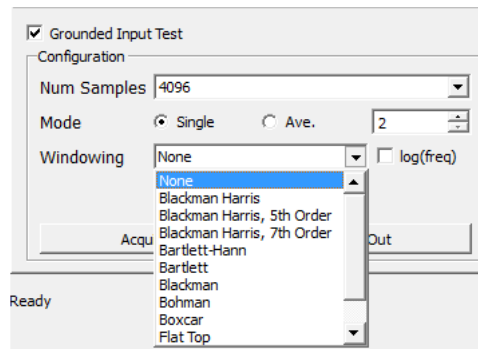 Grounded Input Test
Configuration
Num Samples 4096
Mode Single Ave. 2
Windowing None log(freq)
None
Blackman Harris
Blackman Harris, 5th Order
Blackman Harris, 7th Order
Bartlett-Hann
Acqu Out
Bartlett
Blackman
Bohman
Ready
Boxcar
Flat Top